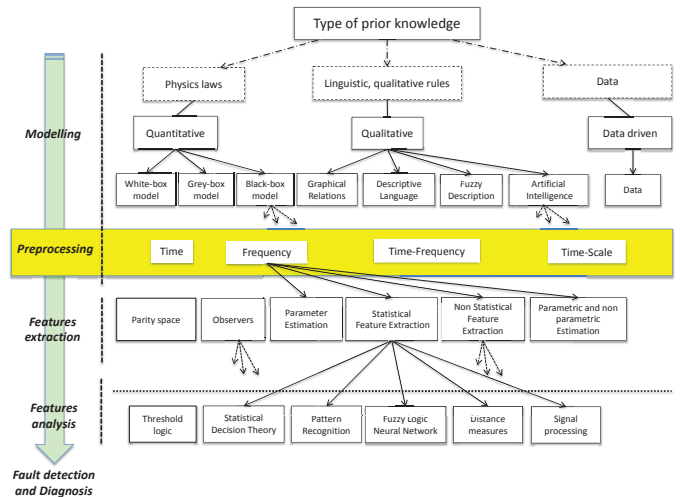 Type of prior knowledge
Physics laws
Linguistic, qualitative rules
Data
Modelling
Quantitative
Qualitative
Data driven
White-box
model
Grey-box
model
Black-box
model
Graphical
Relations
Descriptive
Language
Fuzzy
Description
Artificial
Intelligence
Data
Preprocessing
Time
Frequency
Time-Frequency
Time-Scale
Features
extraction
Parity space
Observers
Parameter
Estimation
Statistical
Feature Extraction
Non Statistical
Feature
Extraction
Parametric and non
parametric Estimation
Features
analysis
Threshold
logic
Statistical
Decision Theory
Pattern
Recognition
Fuzzy Logic
Neural Network
Distance
measures
Signal
processing
Fault detection
and Diagnosis